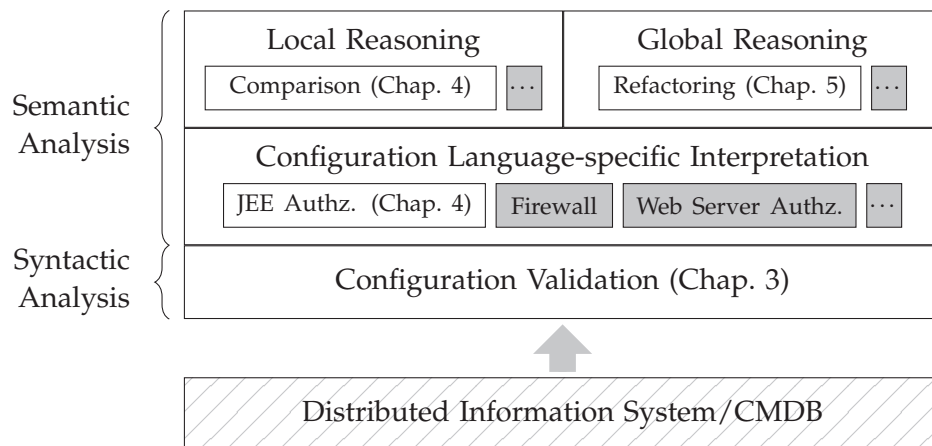 Local Reasoning
Global Reasoning
Comparison (Chap. 4)
...
Refactoring (Chap. 5)
...
Semantic
Analysis
Configuration Language-specific Interpretation
JEE Authz. (Chap. 4)
Firewall
Web Server Authz.
...
Syntactic
Analysis
Configuration Validation (Chap. 3)
Distributed Information System/CMDB